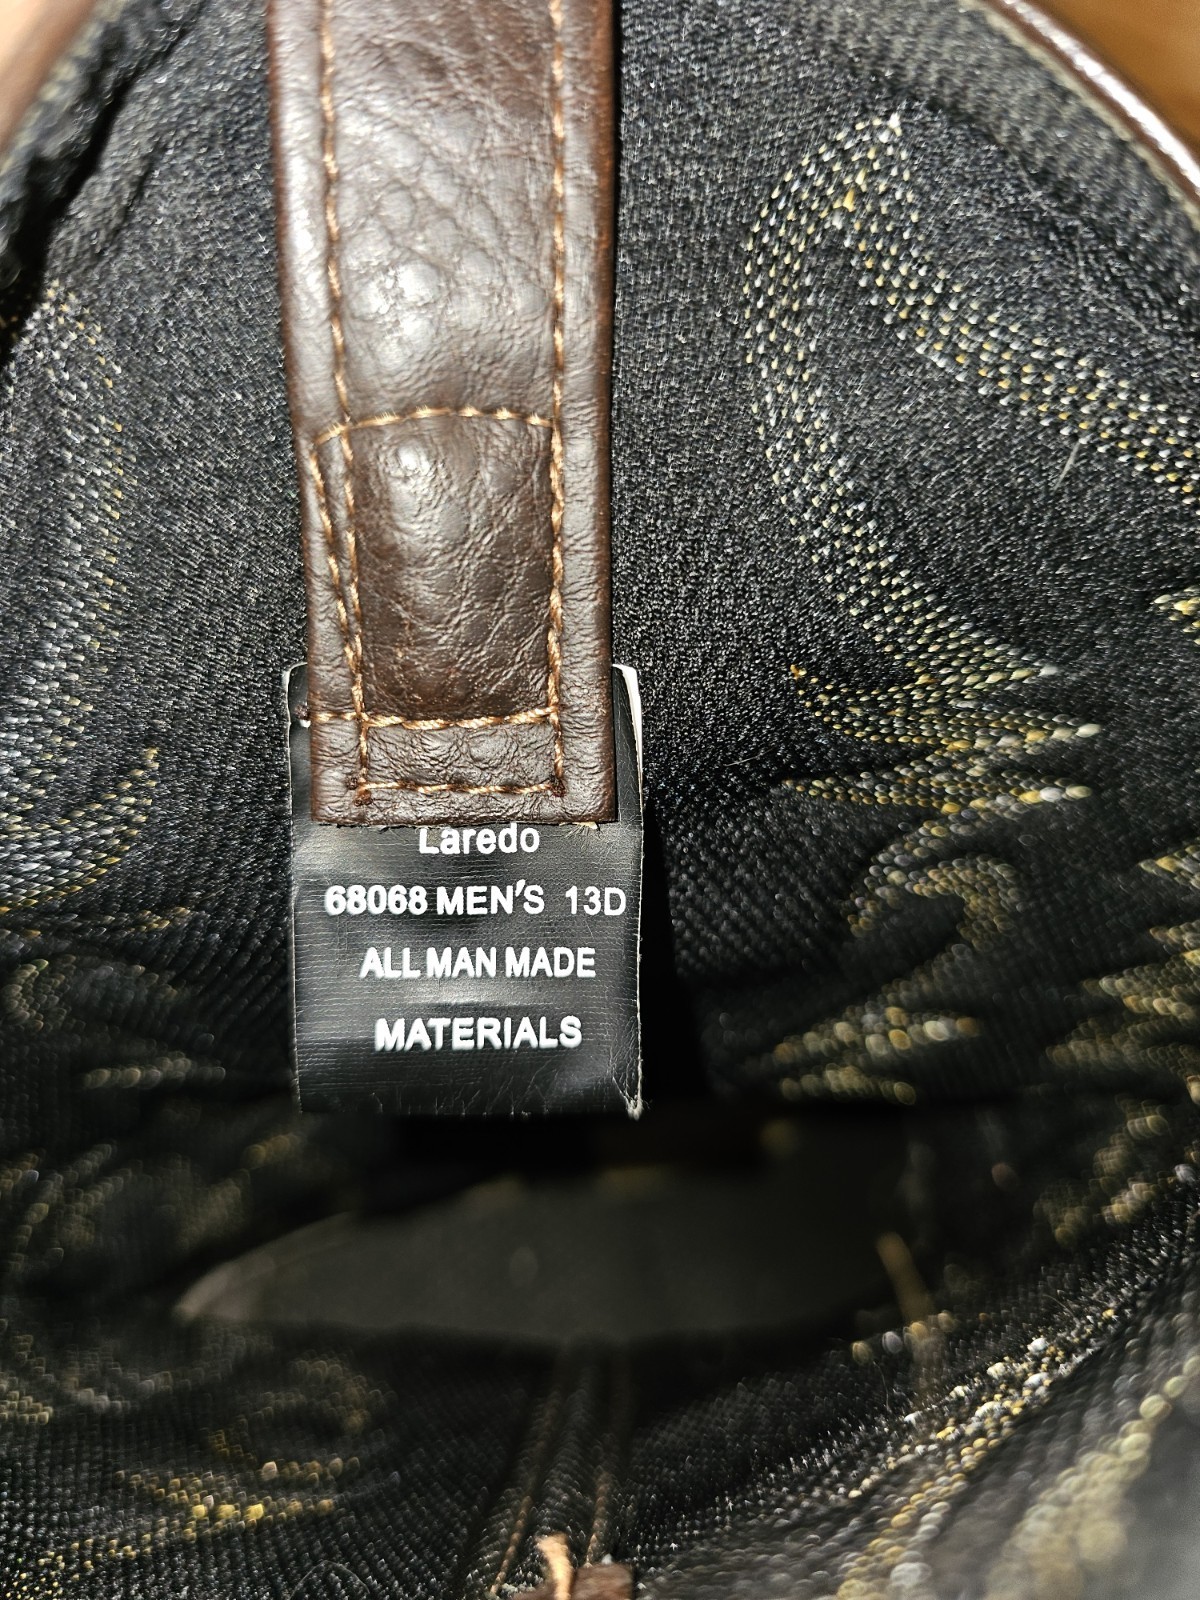 Laredo
68068 MEN'S 13D
ALL MAN MADE
MATERIALS